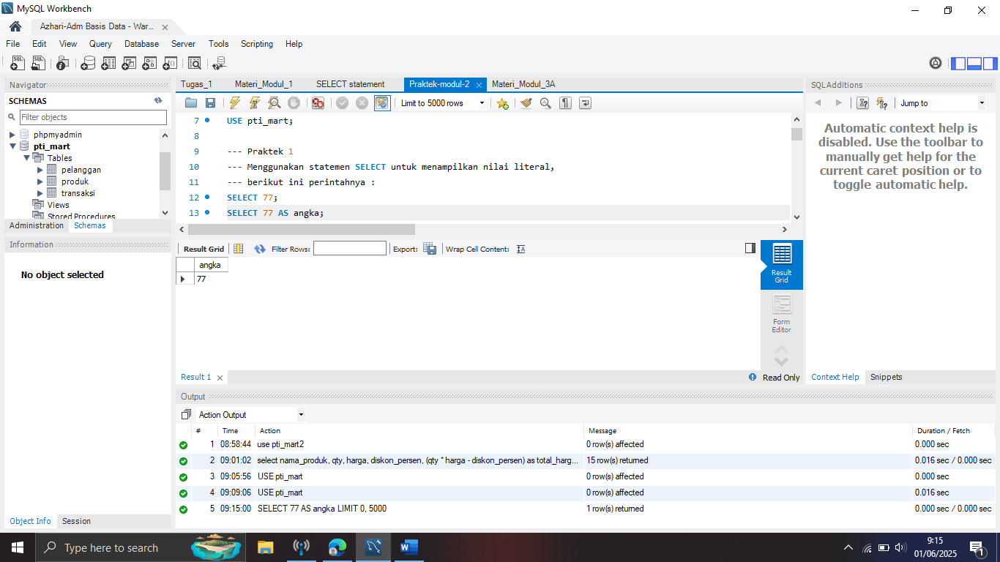 MySQL Workbench
Azhari-Adm Basis Data - War...
File Edit View Query Database Server Tools Scripting Help
Navigator
SCHEMAS
Filter objects
phpmyadmin
pti_mart
Tables
pelanggan
produk
transaksi
Views
Stored Procedures
Administration Schemas
Information
No object selected
Object Info Session
Tugas_1 Materi_Modul_1 SELECT statement Praktek-modul-2 Materi_Modul_3A
Limit to 5000 rows
7 USE pti_mart;
8
9 --- Praktek 1
10 --- Menggunakan statemen SELECT untuk menampilkan nilai literal,
11 --- berikut ini perintahnya :
12 SELECT 77;
13 SELECT 77 AS angka;
Result Grid Filter Rows: Export: Wrap Cell Content:
angka
77
Result Grid
Form Editor
Result 1
Read Only
SQLAdditions
Jump to
Automatic context help is
disabled. Use the toolbar to
manually get help for the
current caret position or to
toggle automatic help.
Context Help Snippets
Output
Action Output
# Time Action Message Duration / Fetch
1 08:58:44 use pti_mart2 0 row(s) affected 0.000 sec
2 09:01:02 select nama_produk, qty, harga, diskon_persen, (qty * harga - diskon_persen) as total_harg... 15 row(s) returned 0.016 sec / 0.000 sec
3 09:05:56 USE pti_mart 0 row(s) affected 0.000 sec
4 09:09:06 USE pti_mart 0 row(s) affected 0.016 sec
5 09:15:00 SELECT 77 AS angka LIMIT 0, 5000 1 row(s) returned 0.000 sec / 0.000 sec
Type here to search
9:15
01/06/2025
1